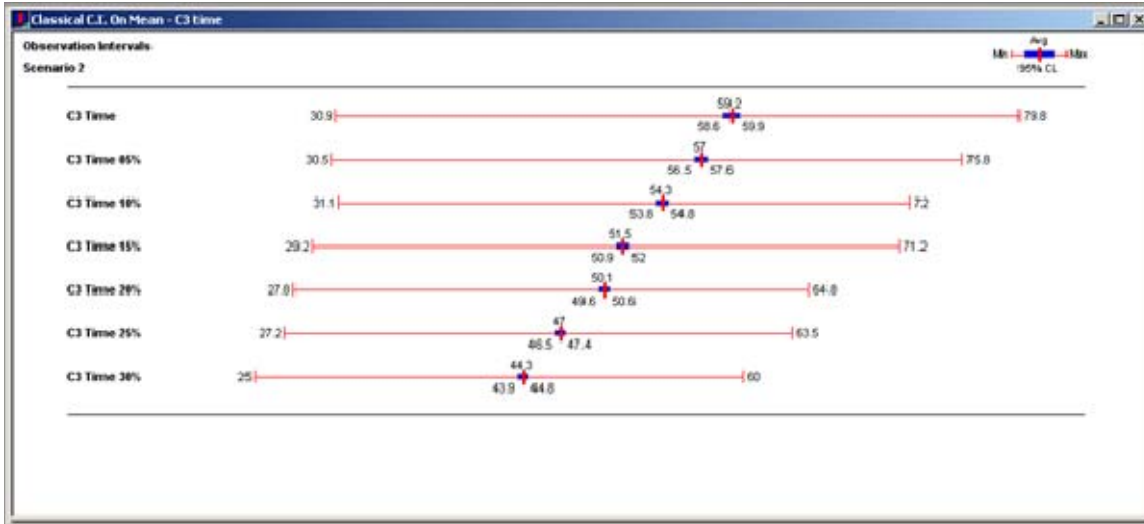 Classical C.I. On Mean - C3 time
Observation Intervals
Avg
Min Max
95% CL
Scenario 2
59.2
C3 Time 30.9 79.8
58.6 59.9
57
C3 Time 05% 30.5 75.8
56.5 57.6
54.3
C3 Time 10% 31.1 72
53.8 54.8
51.5
C3 Time 15% 29.2 71.2
50.9 52
50.1
C3 Time 20% 27.8 64.8
49.6 50.6
47
C3 Time 25% 27.2 63.5
46.5 47.4
44.3
C3 Time 30% 25 60
43.9 44.8